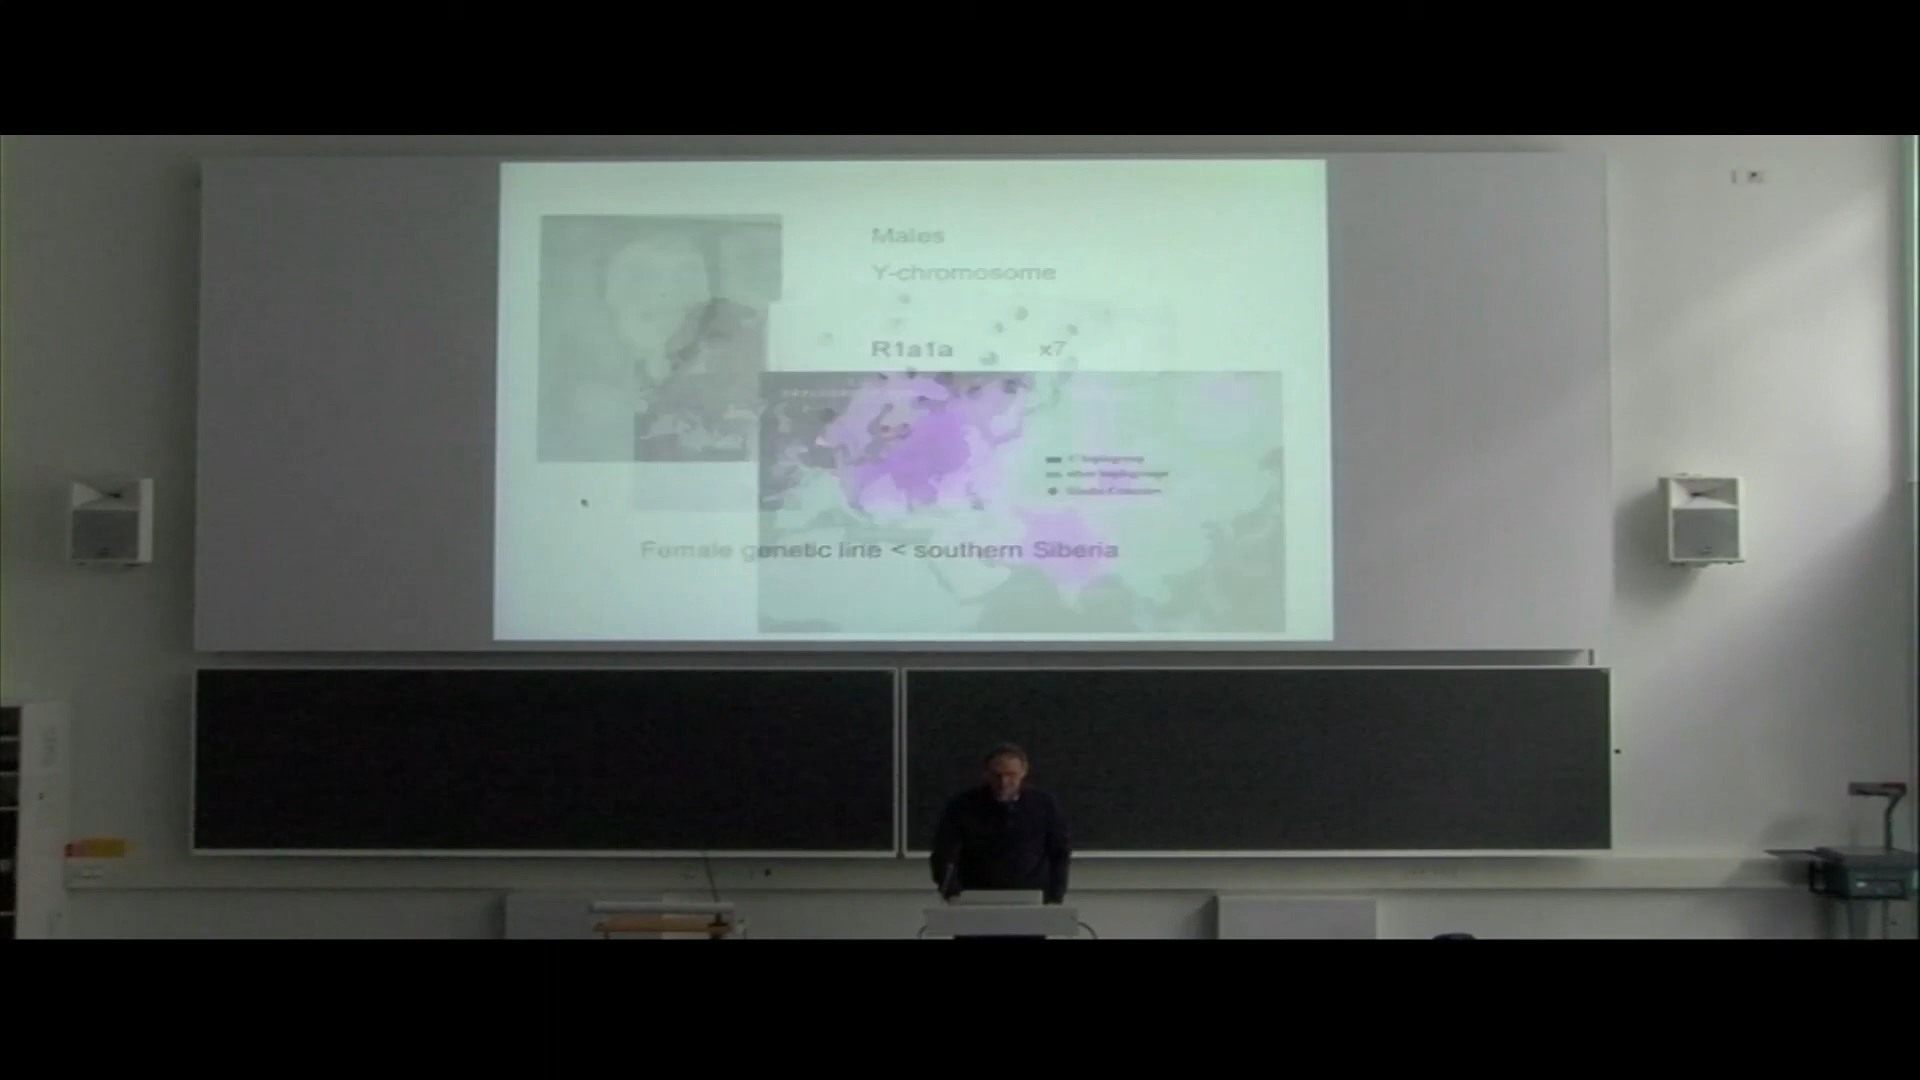 Males
Y-chromosome
R1a1a x7
Female genetic line < southern Siberia